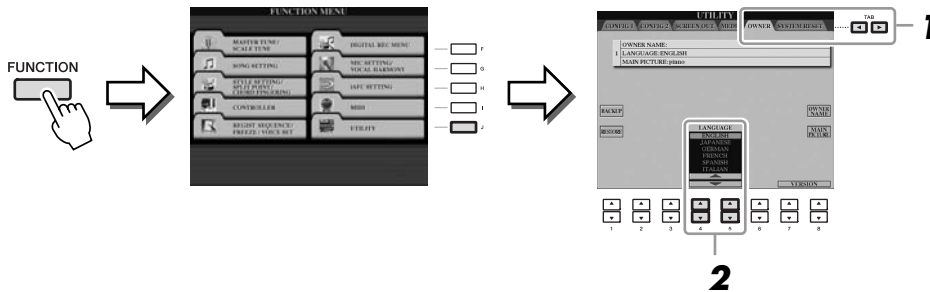 FUNCTION
FUNCTION MENU
MASTER TUNE/
SCALE TUNE
SONG SETTING
STYLE SETTING/
SPLIT POINT/
CHORD FINGERING
CONTROLLER
REGIST SEQUENCE/
FREEZE / VOICE SET
DIGITAL REC MENU
MIC SETTING/
VOCAL HARMONY
IAFC SETTING
MIDI
UTILITY
F
G
H
I
J
UTILITY
CONFIG 1 CONFIG 2 SCREEN OUT MEDIA OWNER SYSTEM RESET
TAB
1
OWNER NAME:
1 LANGUAGE:ENGLISH
MAIN PICTURE:piano
BACKUP
RESTORE
OWNER
NAME
MAIN
PICTURE
LANGUAGE
ENGLISH
JAPANESE
GERMAN
FRENCH
SPANISH
ITALIAN
VERSION
1 2 3 4 5 6 7 8
2